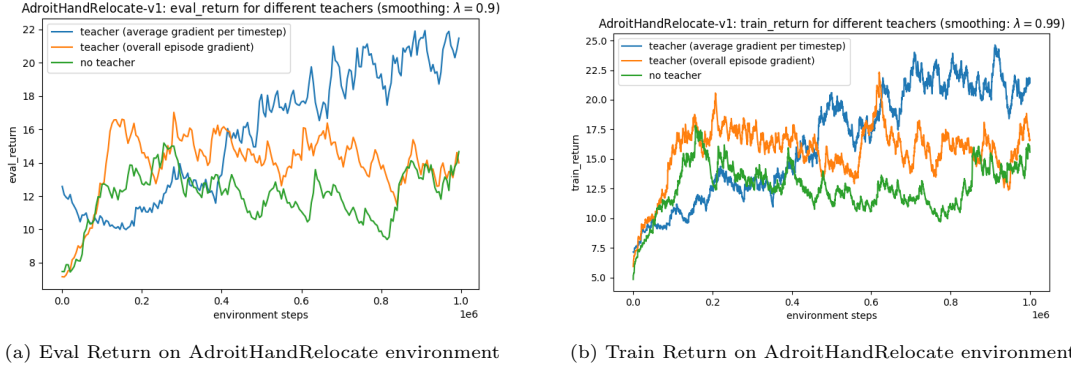 AdroitHandRelocate-v1: eval_return for different teachers (smoothing: λ = 0.9)
teacher (average gradient per timestep)
teacher (overall episode gradient)
no teacher
22
20
18
16
14
12
10
8
eval_return
0.0 0.2 0.4 0.6 0.8 1.0
environment steps
1e6
(a) Eval Return on AdroitHandRelocate environment
AdroitHandRelocate-v1: train_return for different teachers (smoothing: λ = 0.99)
teacher (average gradient per timestep)
teacher (overall episode gradient)
no teacher
25.0
22.5
20.0
17.5
15.0
12.5
10.0
7.5
5.0
train_return
0.0 0.2 0.4 0.6 0.8 1.0
environment steps
1e6
(b) Train Return on AdroitHandRelocate environment